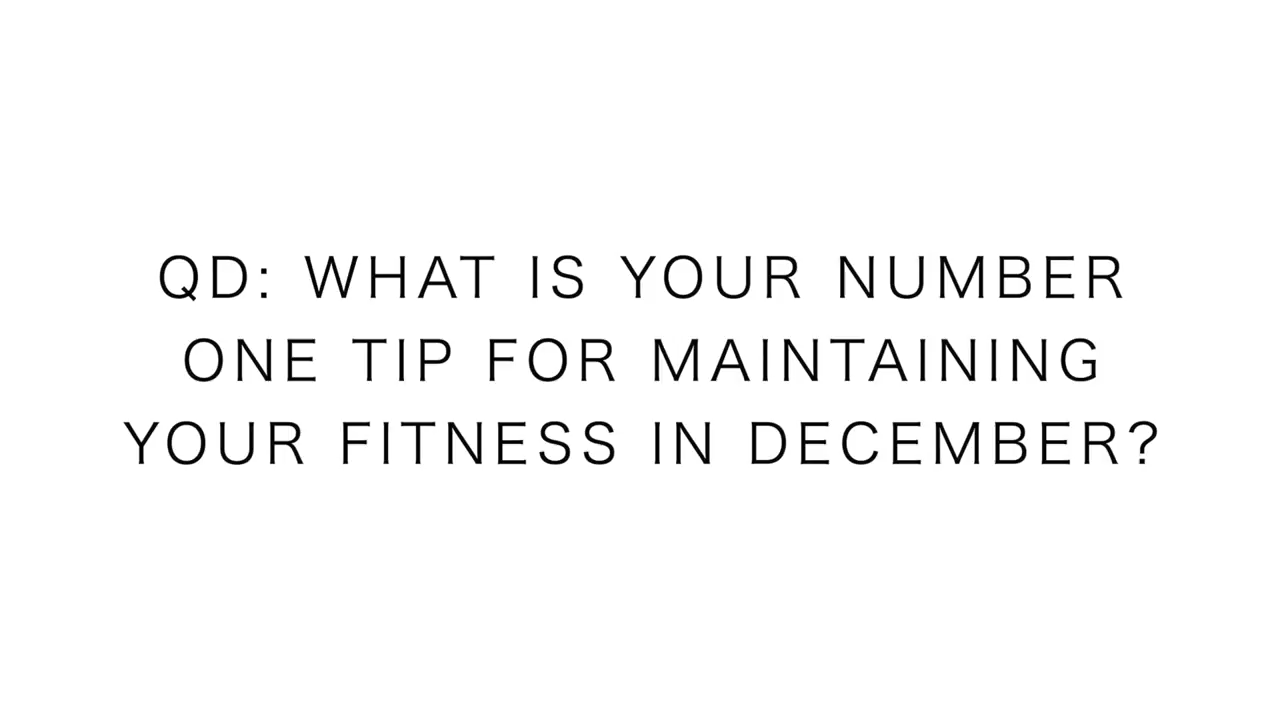 QD: WHAT IS YOUR NUMBER
ONE TIP FOR MAINTAINING
YOUR FITNESS IN DECEMBER?